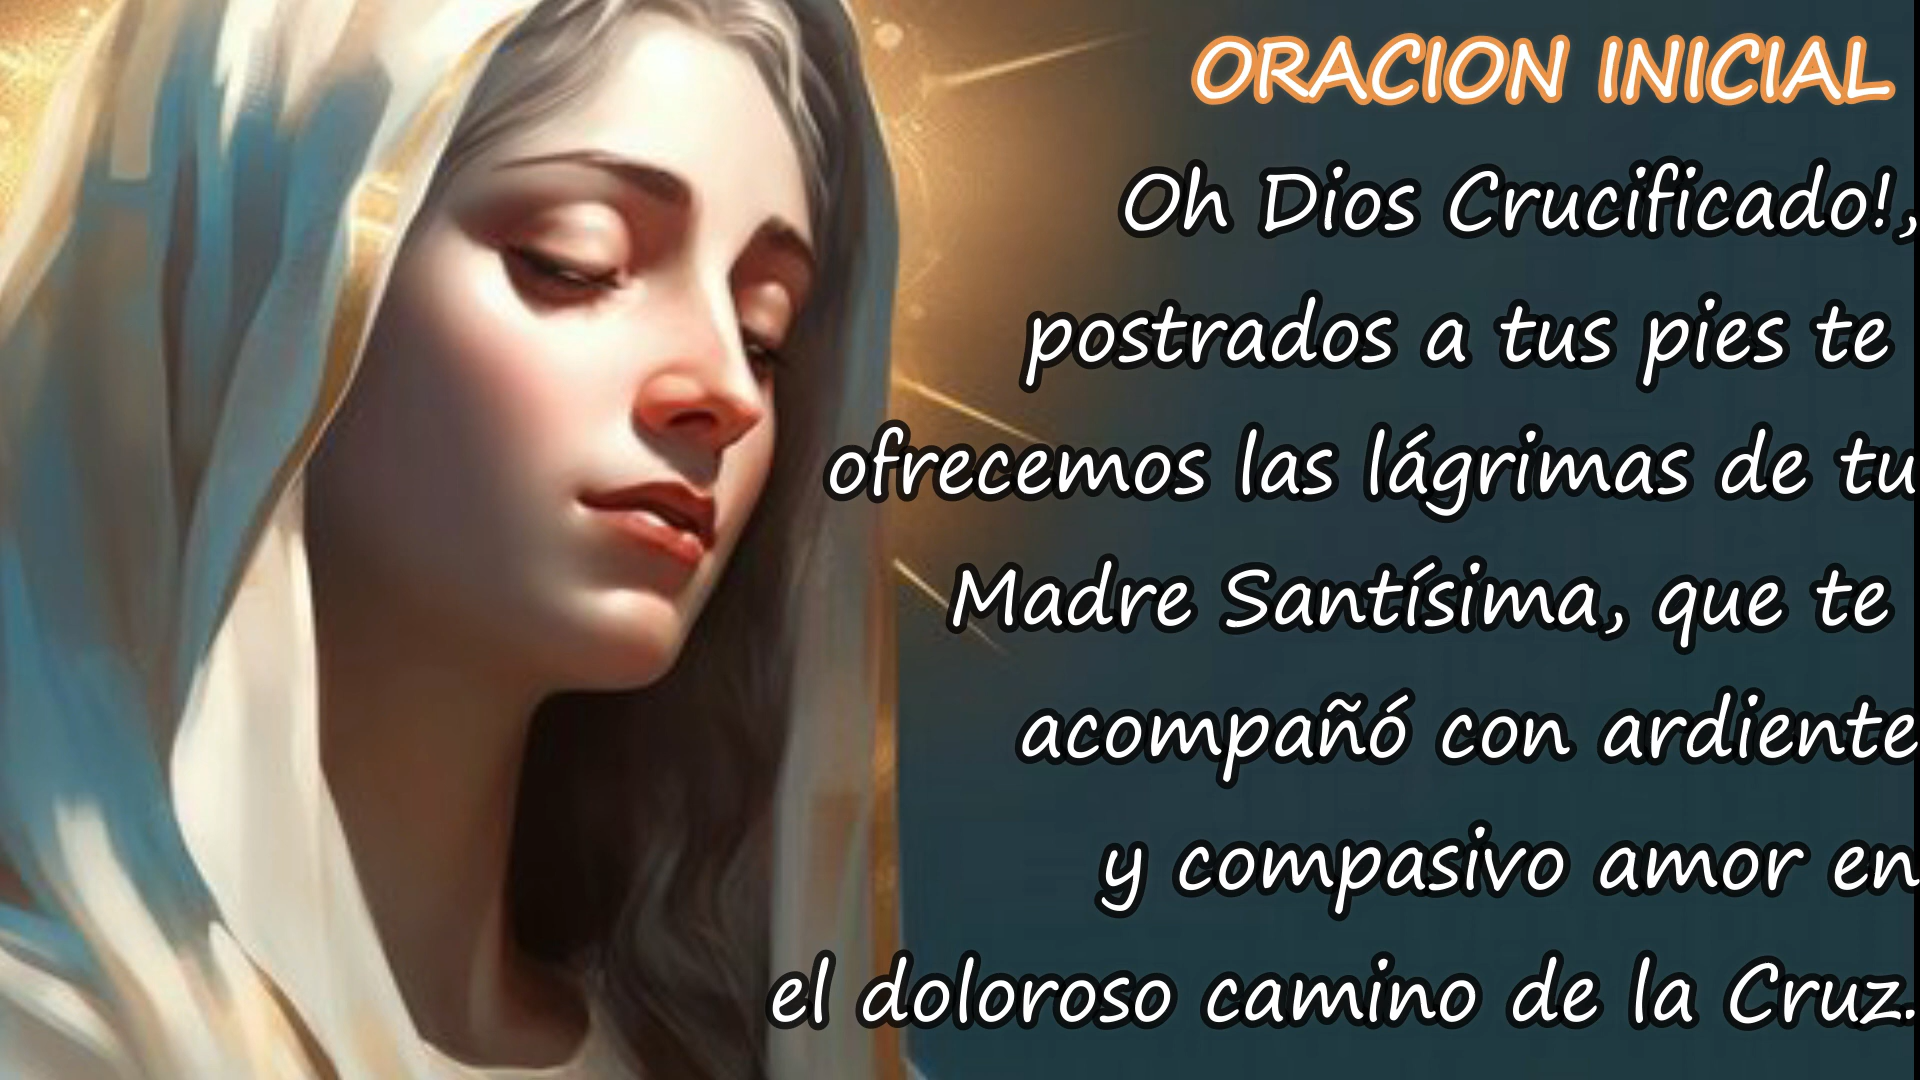 ORACION INICIAL
Oh Dios Crucificado!,
postrados a tus pies te
ofrecemos las lágrimas de tu
Madre Santísima, que te
acompañó con ardiente
y compasivo amor en
el doloroso camino de la Cruz.